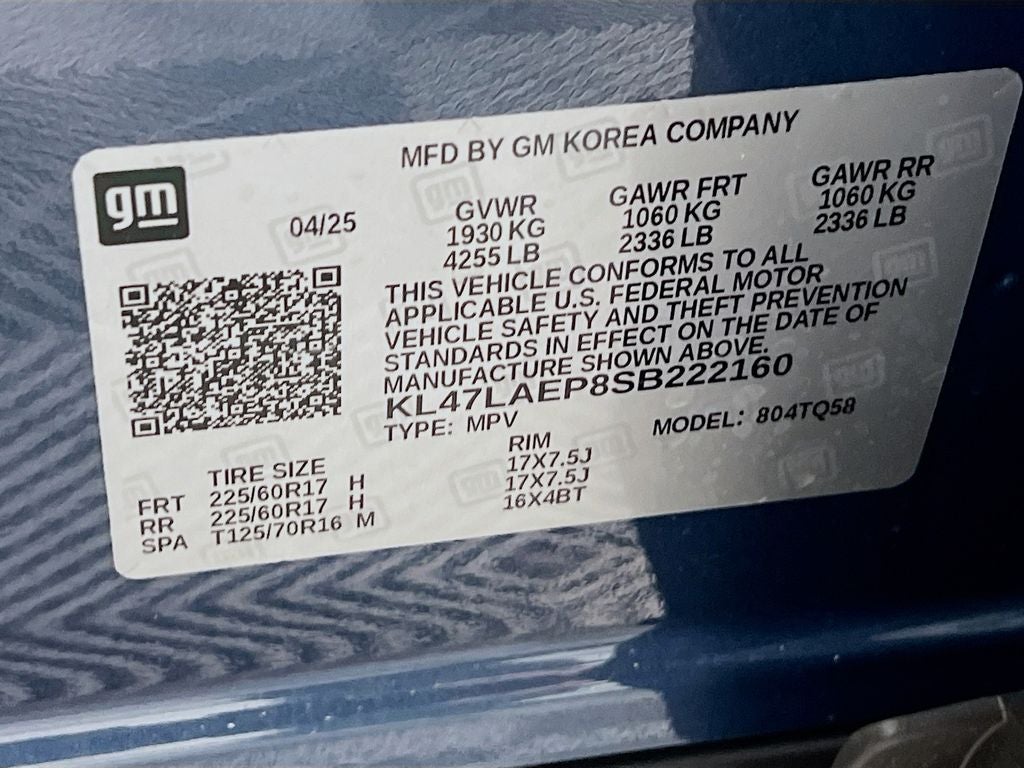 gm
MFD BY GM KOREA COMPANY
04/25
GVWR GAWR FRT GAWR RR
1930 KG 1060 KG 1060 KG
4255 LB 2336 LB 2336 LB
THIS VEHICLE CONFORMS TO ALL
APPLICABLE U.S. FEDERAL MOTOR
VEHICLE SAFETY AND THEFT PREVENTION
STANDARDS IN EFFECT ON THE DATE OF
MANUFACTURE SHOWN ABOVE.
KL47LAEP8SB222160
TYPE: MPV MODEL: 804TQ58
TIRE SIZE RIM
FRT 225/60R17 H 17X7.5J
RR 225/60R17 H 17X7.5J
SPA T125/70R16 M 16X4BT